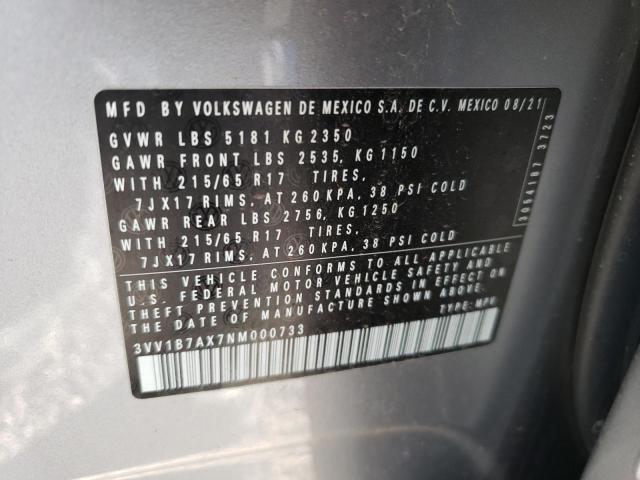 MFD BY VOLKSWAGEN DE MEXICO S.A. DE C.V. MEXICO 08/21
GVWR LBS 5181 KG 2350
GAWR FRONT LBS 2535, KG 1150
WITH 215/65 R17 TIRES,
7JX17 RIMS, AT 260 KPA, 38 PSI COLD
GAWR REAR LBS 2756, KG 1250
WITH 215/65 R17 TIRES,
7JX17 RIMS, AT 260 KPA, 38 PSI COLD
THIS VEHICLE CONFORMS TO ALL APPLICABLE
U.S. FEDERAL MOTOR VEHICLE SAFETY AND
THEFT PREVENTION STANDARDS IN EFFECT ON
THE DATE OF MANUFACTURE SHOWN ABOVE.
3VV1B7AX7NM000733 TYPE: MPV
3064187 3723